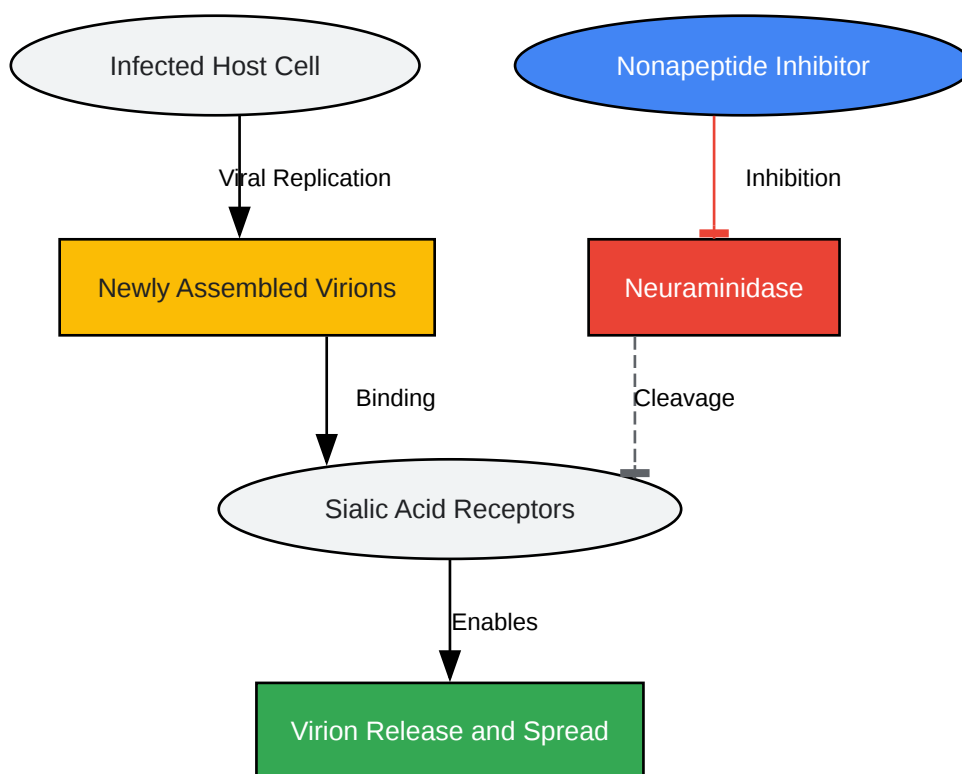 Infected Host Cell
Nonapeptide Inhibitor
Viral Replication
Inhibition
Newly Assembled Virions
Neuraminidase
Binding
Cleavage
Sialic Acid Receptors
Enables
Virion Release and Spread